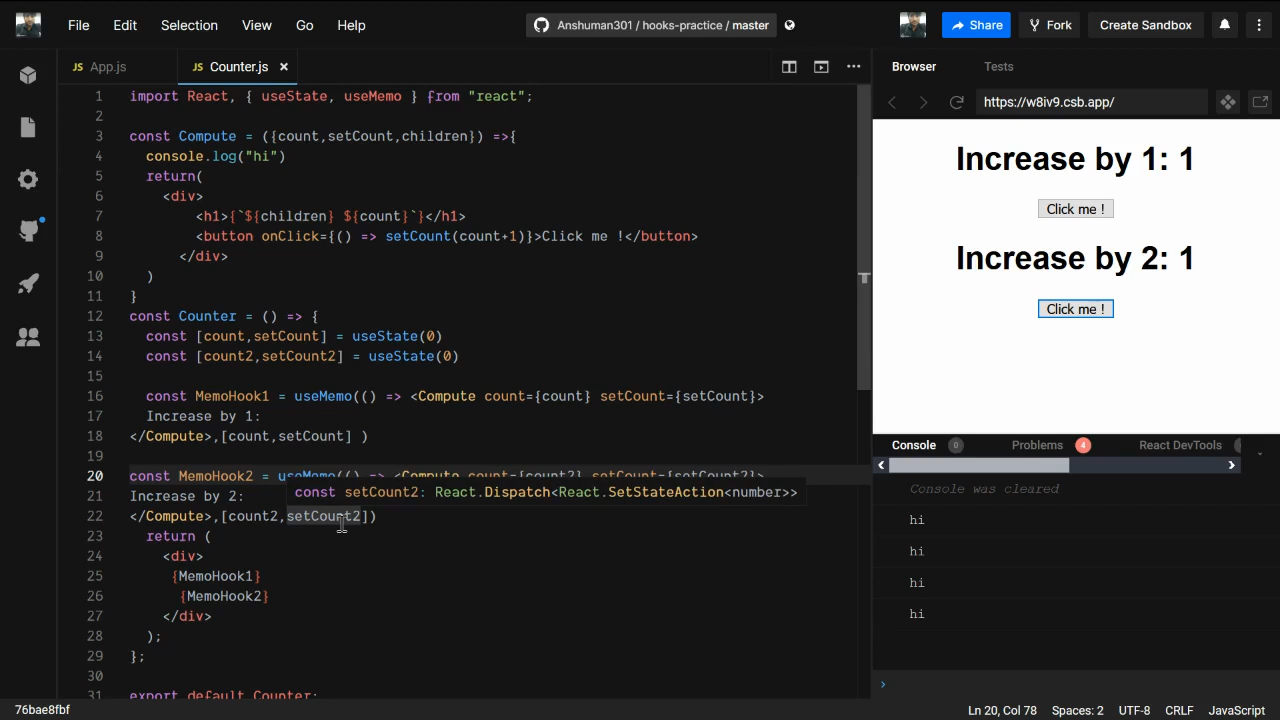 File Edit Selection View Go Help
Anshuman301 / hooks-practice / master
Share Fork Create Sandbox
JS App.js JS Counter.js ×
Browser Tests
https://w8iv9.csb.app/
1 import React, { useState, useMemo } from "react";
2
3 const Compute = ({count,setCount,children}) =>{
4 console.log("hi")
5 return(
6 <div>
7 <h1>{`${children} ${count}`}</h1>
8 <button onClick={() => setCount(count+1)}>Click me !</button>
9 </div>
10 )
11 }
12 const Counter = () => {
13 const [count,setCount] = useState(0)
14 const [count2,setCount2] = useState(0)
15
16 const MemoHook1 = useMemo(() => <Compute count={count} setCount={setCount}>
17 Increase by 1:
18 </Compute>,[count,setCount] )
19
20 const MemoHook2 = useMemo(() => <Compute count={count2} setCount={setCount2}>
const setCount2: React.Dispatch<React.SetStateAction<number>>
21 Increase by 2:
22 </Compute>,[count2,setCount2])
23 return (
24 <div>
25 {MemoHook1}
26 {MemoHook2}
27 </div>
28 );
29 };
30
31 export default Counter;
Increase by 1: 1
Click me !
Increase by 2: 1
Click me !
Console 0 Problems 4 React DevTools 
Console was cleared
hi
hi
hi
hi
76bae8fbf
Ln 20, Col 78 Spaces: 2 UTF-8 CRLF JavaScript